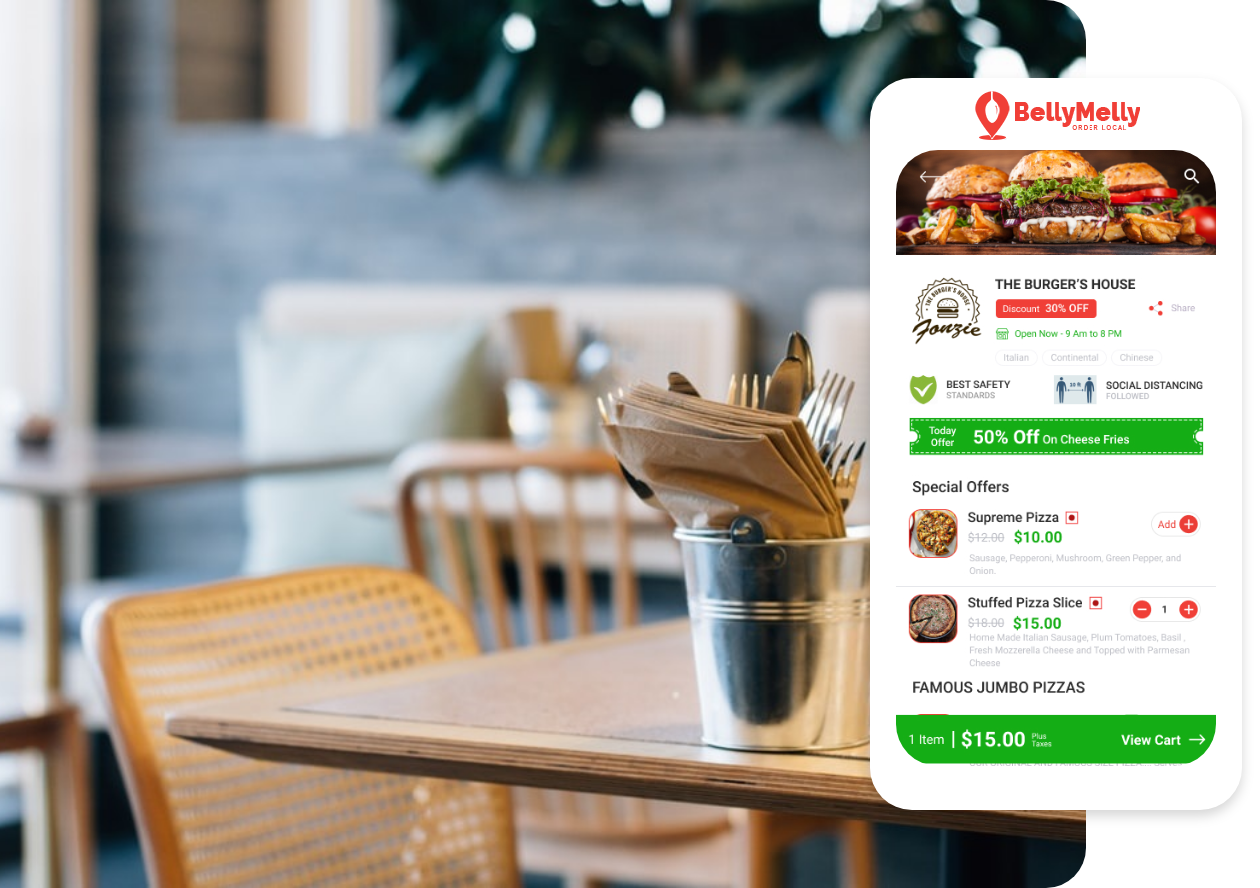 BellyMelly
ORDER LOCAL
THE BURGER'S HOUSE
Fonzie
THE BURGER'S HOUSE
Discount 30% OFF
Share
Open Now - 9 Am to 8 PM
Italian Continental Chinese
BEST SAFETY
STANDARDS
10 ft
SOCIAL DISTANCING
FOLLOWED
Today
Offer
50% Off On Cheese Fries
Special Offers
Supreme Pizza
Add
$12.00 $10.00
Sausage, Pepperoni, Mushroom, Green Pepper, and
Onion.
Stuffed Pizza Slice
1
$18.00 $15.00
Home Made Italian Sausage, Plum Tomatoes, Basil ,
Fresh Mozzerella Cheese and Topped with Parmesan
Cheese
FAMOUS JUMBO PIZZAS
1 Item | $15.00 Plus
Taxes
View Cart